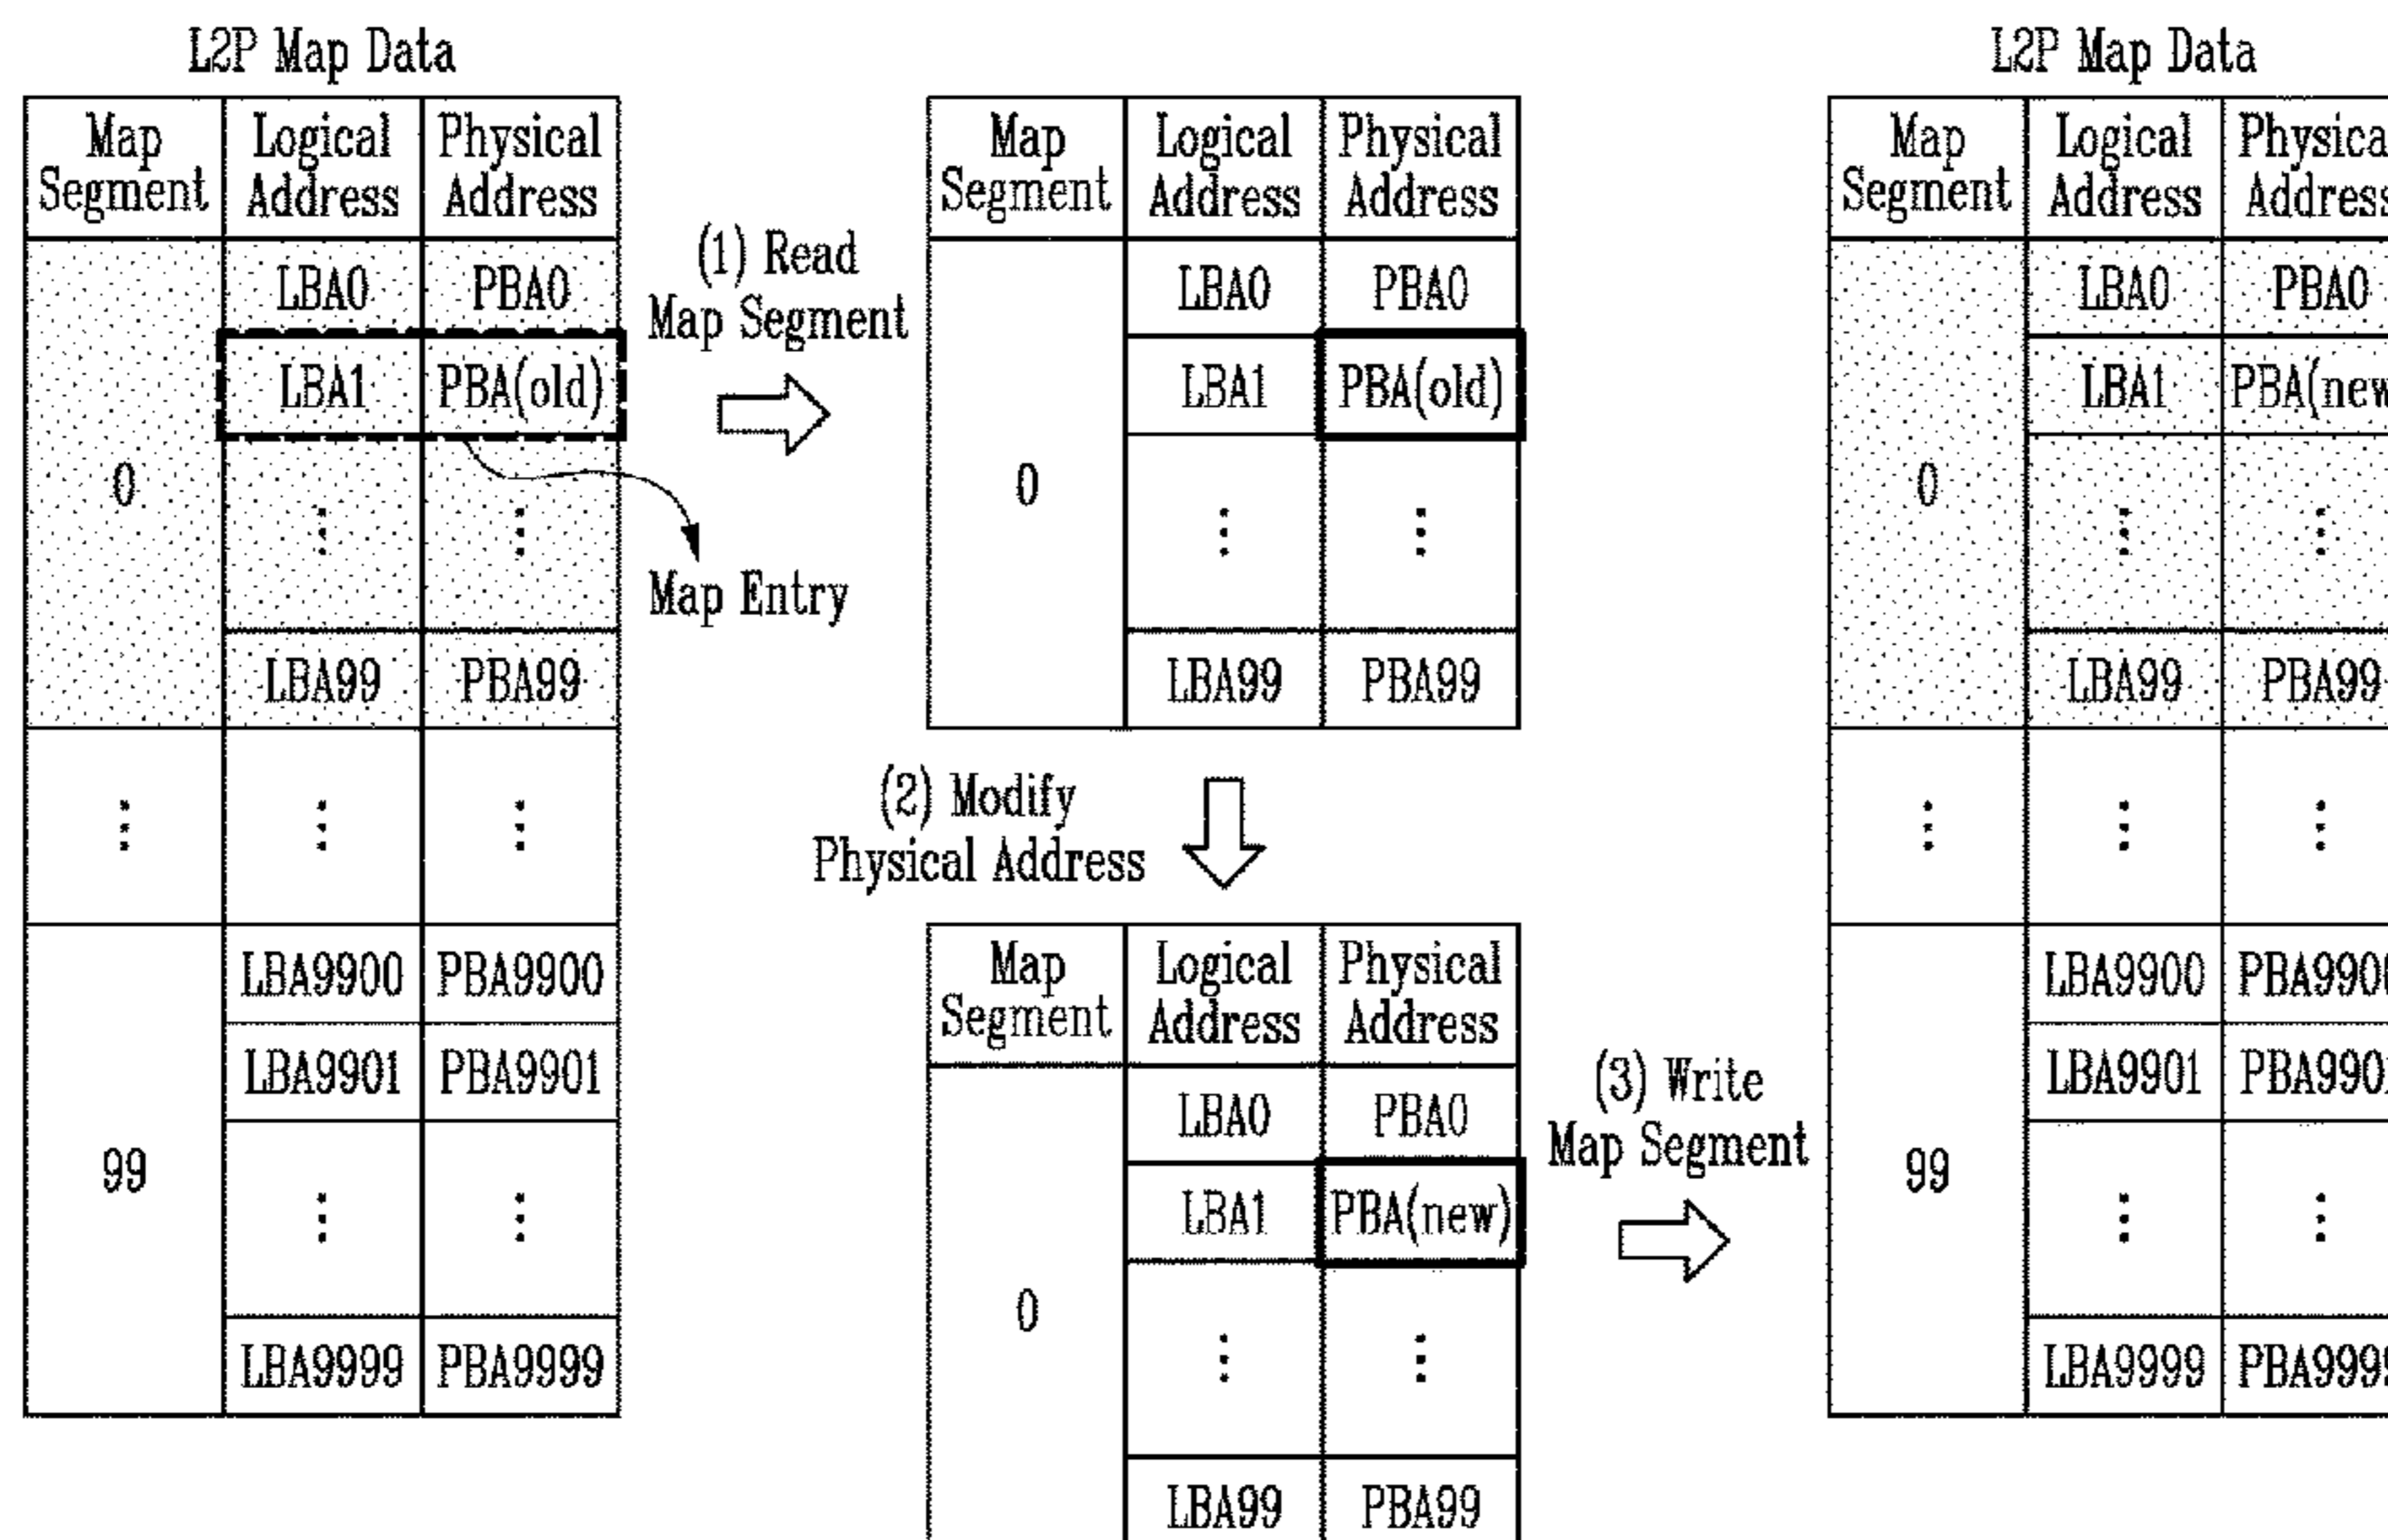 L2P Map Data
Map Segment
Logical Address
Physical Address
0
LBA0
PBA0
LBA1
PBA(old)
⋮
⋮
LBA99
PBA99
⋮
⋮
⋮
99
LBA9900
PBA9900
LBA9901
PBA9901
⋮
⋮
LBA9999
PBA9999
Map Entry
(1) Read
Map Segment
Map Segment
Logical Address
Physical Address
0
LBA0
PBA0
LBA1
PBA(old)
⋮
⋮
LBA99
PBA99
(2) Modify
Physical Address
Map Segment
Logical Address
Physical Address
0
LBA0
PBA0
LBA1
PBA(new)
⋮
⋮
LBA99
PBA99
(3) Write
Map Segment
L2P Map Data
Map Segment
Logical Address
0
LBA0
PBA0
LBA1
PBA(new
⋮
⋮
LBA99
PBA99
⋮
⋮
⋮
99
LBA9900
LBA9901
⋮
⋮
LBA9999